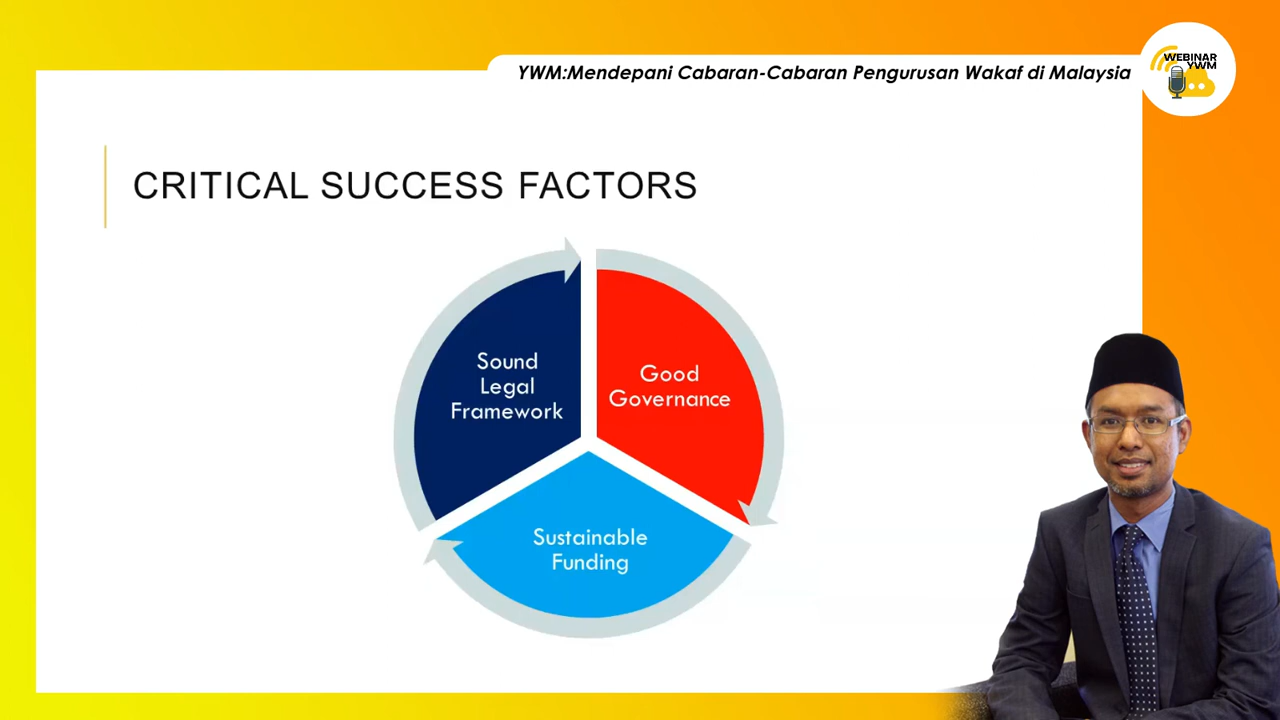 YWM:Mendepani Cabaran-Cabaran Pengurusan Wakaf di Malaysia
WEBINAR
YWM
CRITICAL SUCCESS FACTORS
Sound
Legal
Framework
Good
Governance
Sustainable
Funding